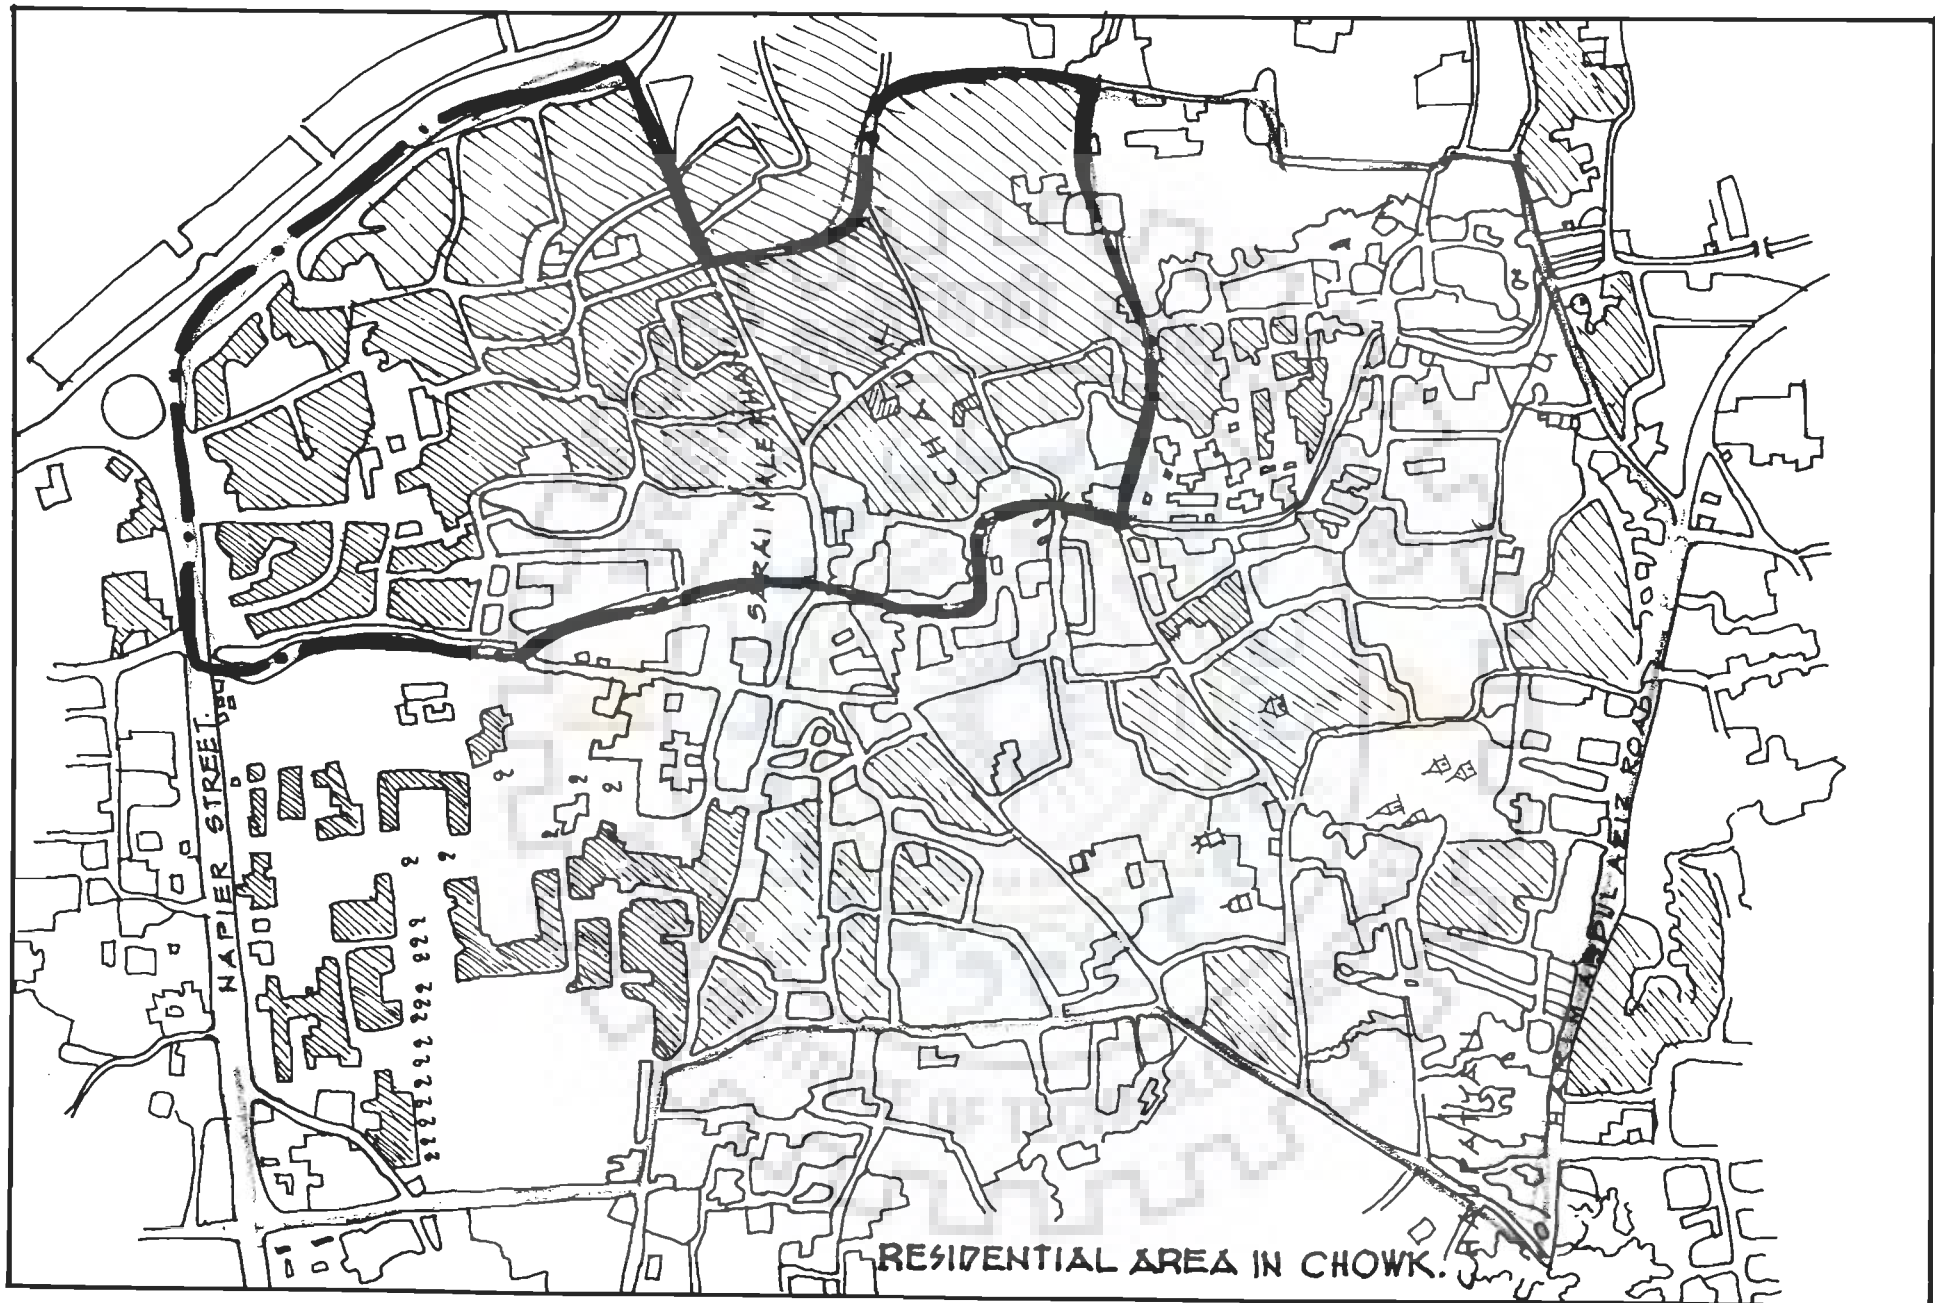 SARAI MALE KHAN
NAPIER STREET.
ABDUL AZIZ ROAD
RESIDENTIAL AREA IN CHOWK.